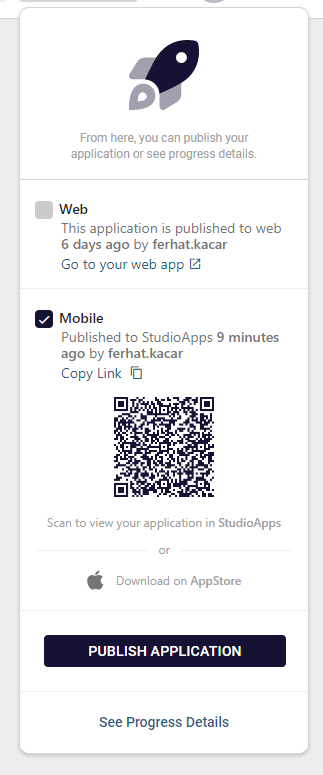 From here, you can publish your
application or see progress details.
Web
This application is published to web
6 days ago by ferhat.kacar
Go to your web app
Mobile
Published to StudioApps 9 minutes
ago by ferhat.kacar
Copy Link
Scan to view your application in StudioApps
or
Download on AppStore
PUBLISH APPLICATION
See Progress Details